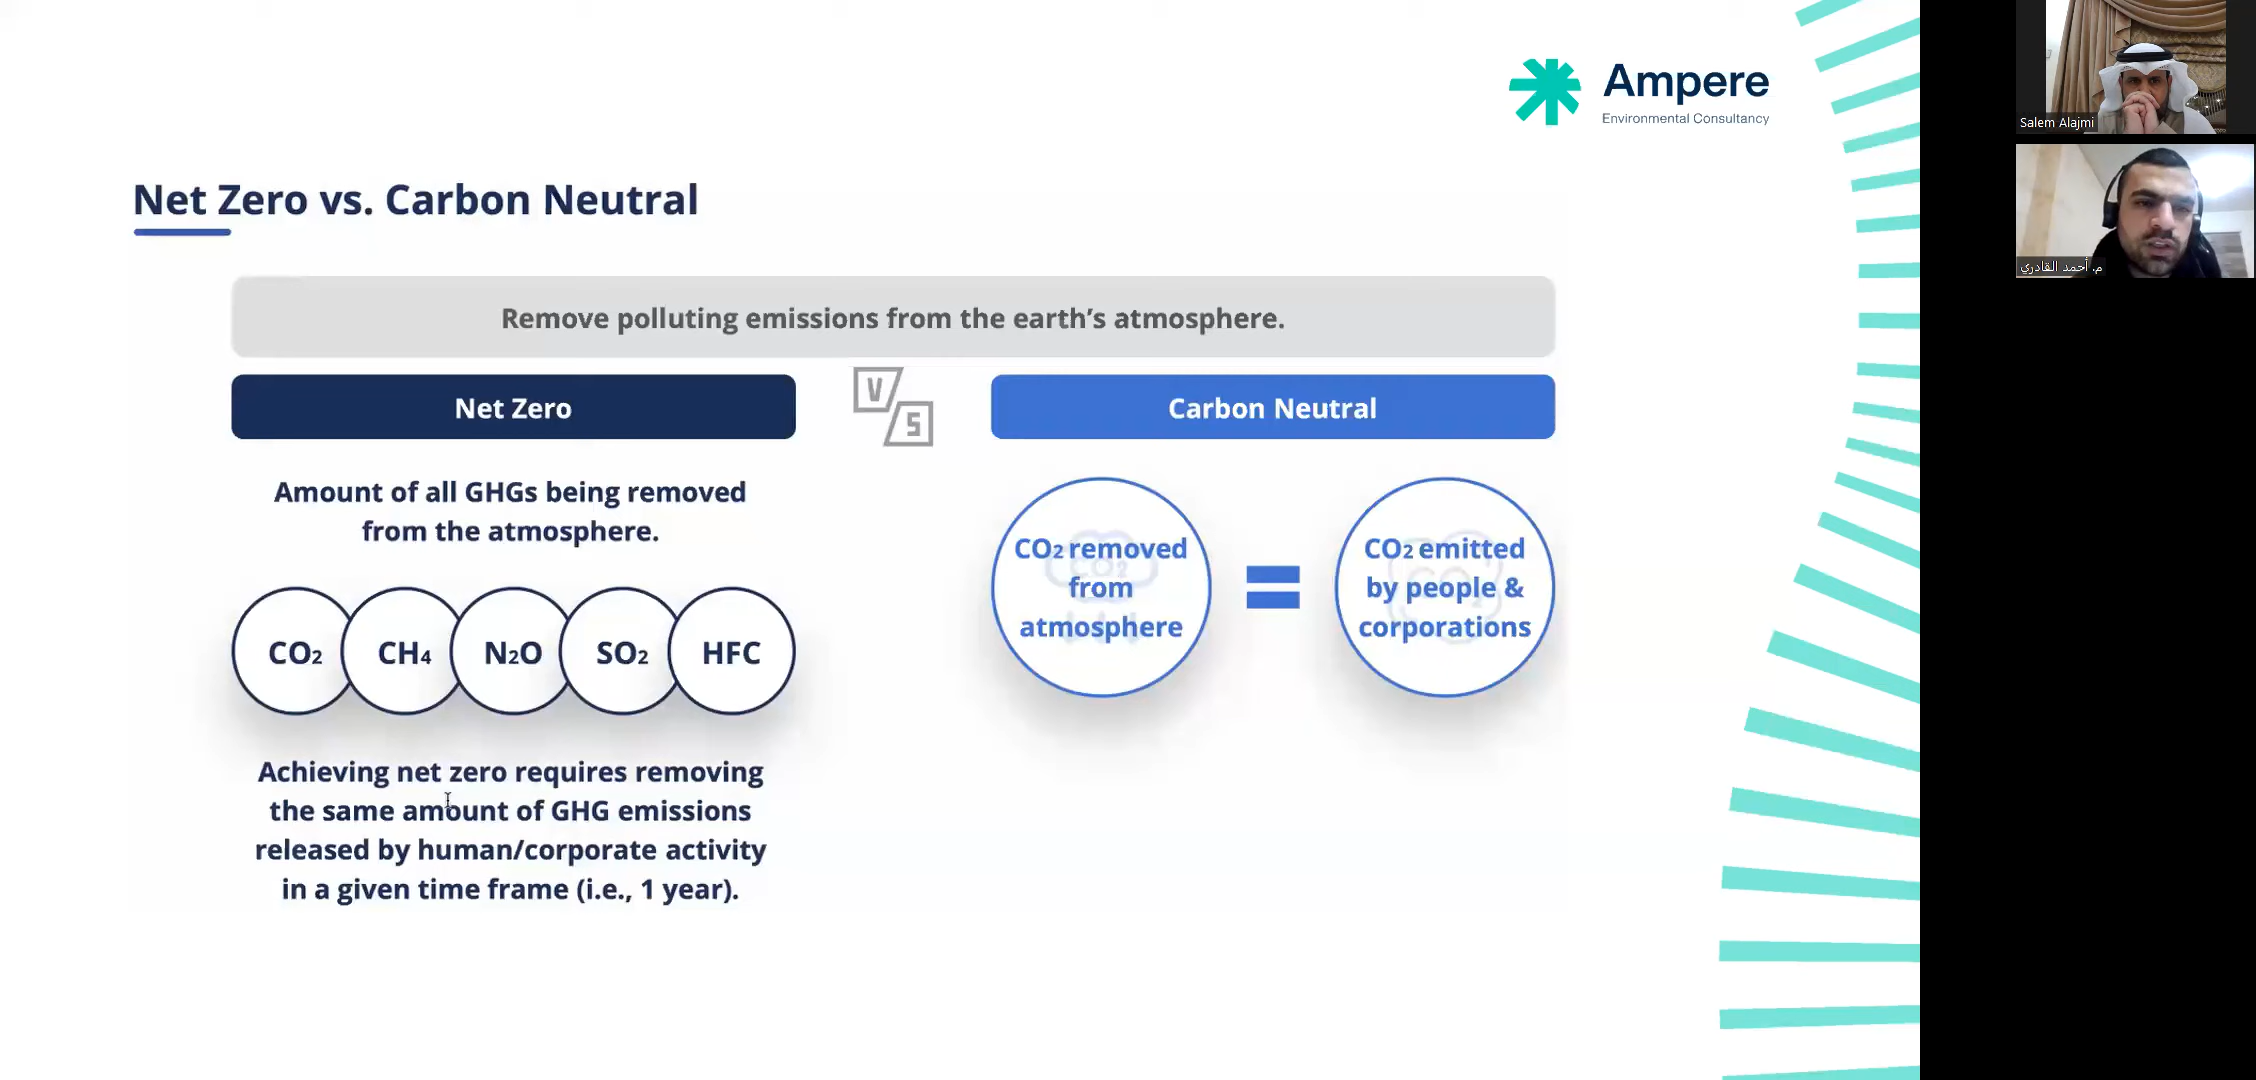 Ampere
Environmental Consultancy
Net Zero vs. Carbon Neutral
Remove polluting emissions from the earth’s atmosphere.
Net Zero
V
S
Carbon Neutral
Amount of all GHGs being removed
from the atmosphere.
CO₂ CH₄ N₂O SO₂ HFC
Achieving net zero requires removing
the same amount of GHG emissions
released by human/corporate activity
in a given time frame (i.e., 1 year).
CO₂ removed
from
atmosphere
CO₂
=
CO₂ emitted
by people &
corporations
CO₂
Salem Alajmi
م. أحمد القادري